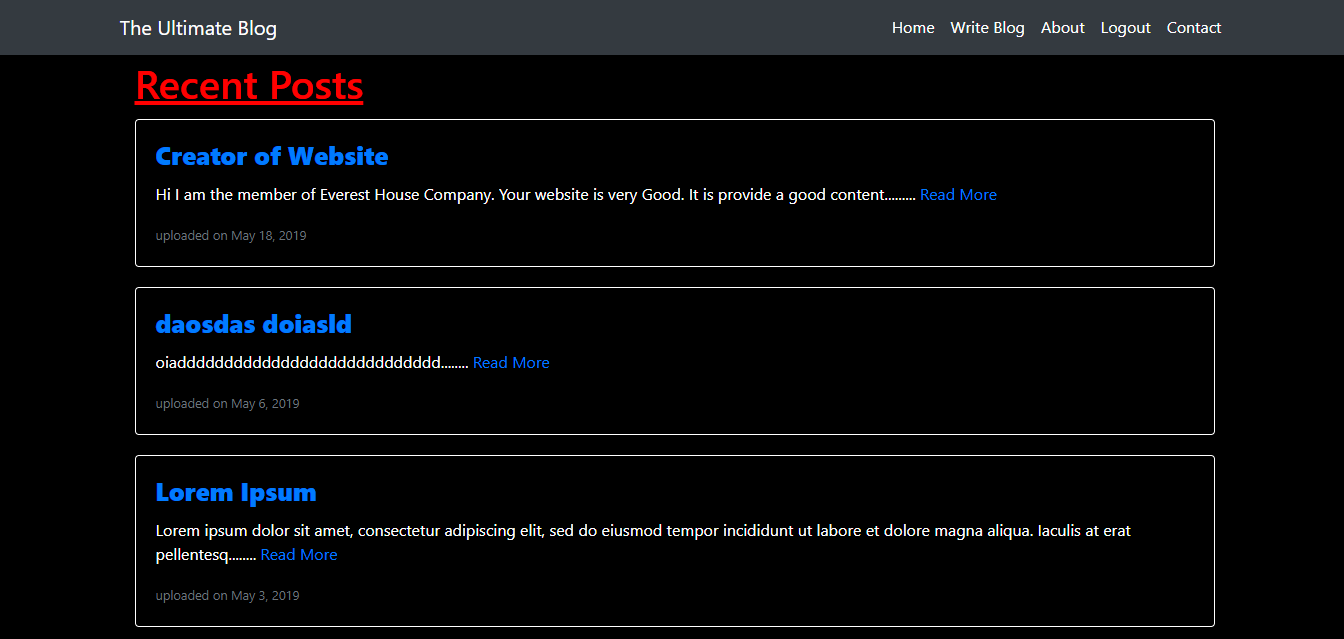 The Ultimate Blog
Home Write Blog About Logout Contact
Recent Posts
Creator of Website
Hi I am the member of Everest House Company. Your website is very Good. It is provide a good content........ Read More
uploaded on May 18, 2019
daosdas doiasld
oiadddddddddddddddddddddddddddd........ Read More
uploaded on May 6, 2019
Lorem Ipsum
Lorem ipsum dolor sit amet, consectetur adipiscing elit, sed do eiusmod tempor incididunt ut labore et dolore magna aliqua. Iaculis at erat
pellentesq........ Read More
uploaded on May 3, 2019